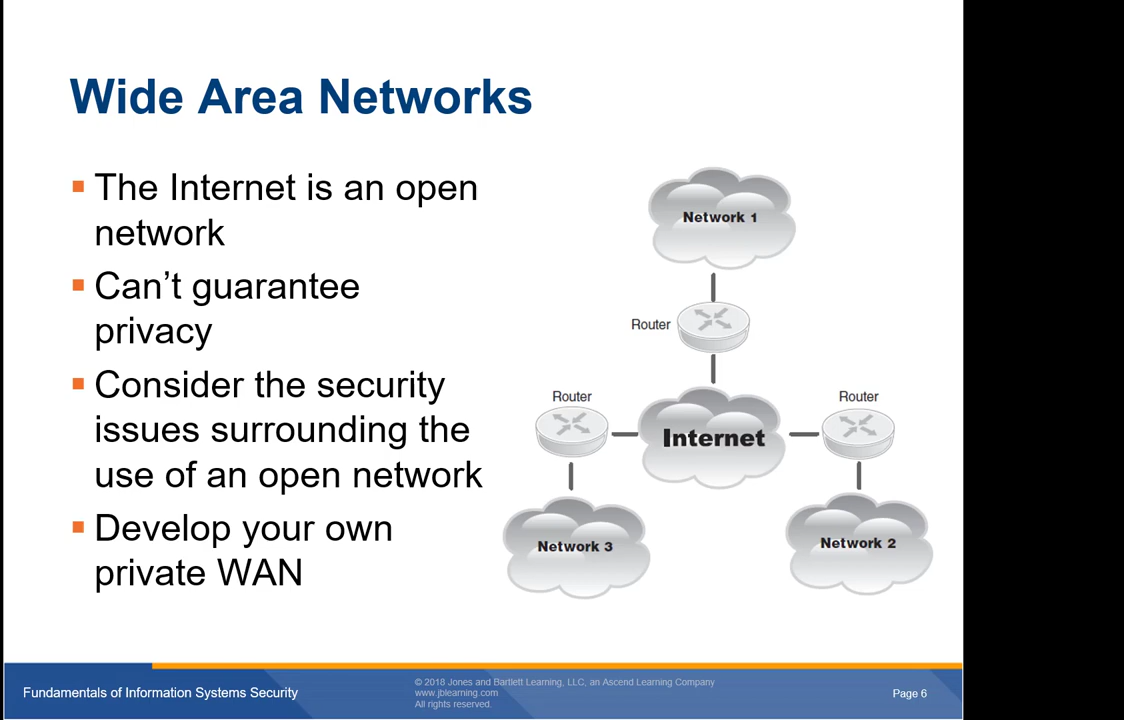 Wide Area Networks
The Internet is an open
network
Can’t guarantee
privacy
Consider the security
issues surrounding the
use of an open network
Develop your own
private WAN
Network 1
Router
Router
Router
Internet
Network 3
Network 2
Fundamentals of Information Systems Security
© 2018 Jones and Bartlett Learning, LLC, an Ascend Learning Company
www.jblearning.com
All rights reserved.
Page 6